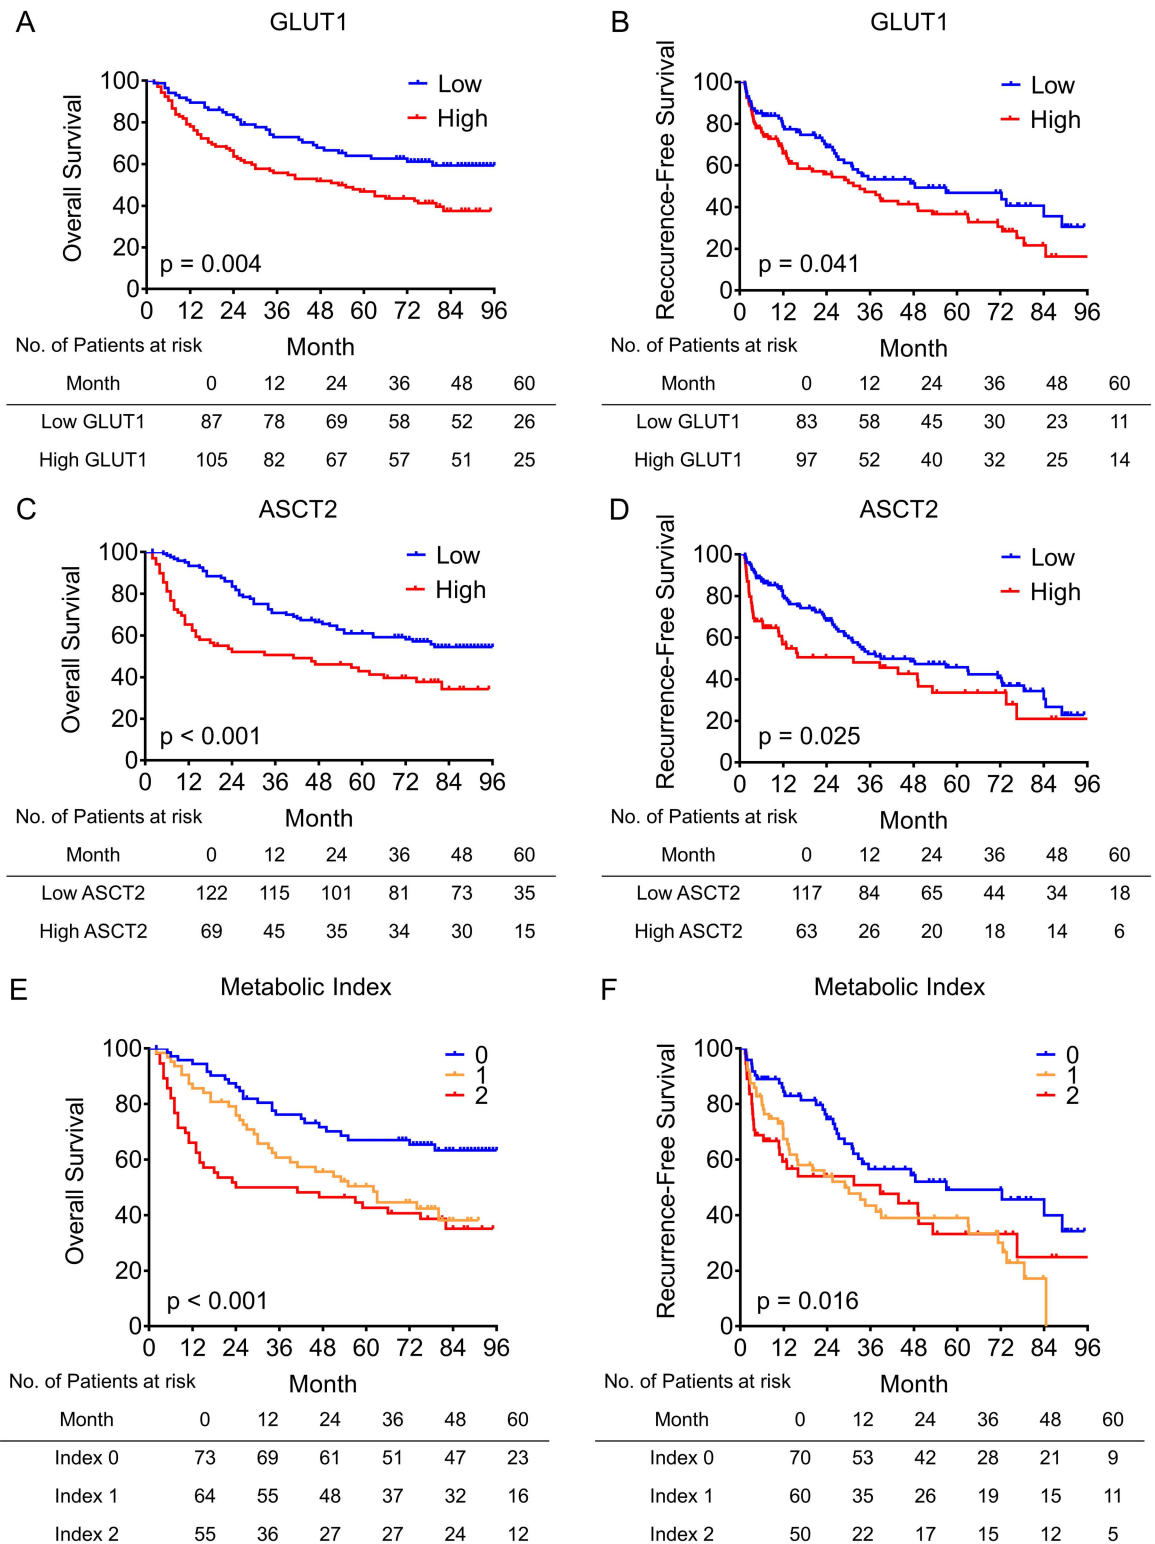 A
GLUT1
Overall Survival
100
80
60
40
20
0
Low
High
p = 0.004
0 12 24 36 48 60 72 84 96
No. of Patients at risk
Month
Month 0 12 24 36 48 60
Low GLUT1 87 78 69 58 52 26
High GLUT1 105 82 67 57 51 25
B
GLUT1
Reccurence-Free Survival
100
80
60
40
20
0
Low
High
p = 0.041
0 12 24 36 48 60 72 84 96
No. of Patients at risk
Month
Month 0 12 24 36 48 60
Low GLUT1 83 58 45 30 23 11
High GLUT1 97 52 40 32 25 14
C
ASCT2
Overall Survival
100
80
60
40
20
0
Low
High
p < 0.001
0 12 24 36 48 60 72 84 96
No. of Patients at risk
Month
Month 0 12 24 36 48 60
Low ASCT2 122 115 101 81 73 35
High ASCT2 69 45 35 34 30 15
D
ASCT2
Recurrence-Free Survival
100
80
60
40
20
0
Low
High
p = 0.025
0 12 24 36 48 60 72 84 96
No. of Patients at risk
Month
Month 0 12 24 36 48 60
Low ASCT2 117 84 65 44 34 18
High ASCT2 63 26 20 18 14 6
E
Metabolic Index
Overall Survival
100
80
60
40
20
0
0
1
2
p < 0.001
0 12 24 36 48 60 72 84 96
No. of Patients at risk
Month
Month 0 12 24 36 48 60
Index 0 73 69 61 51 47 23
Index 1 64 55 48 37 32 16
Index 2 55 36 27 27 24 12
F
Metabolic Index
Recurrence-Free Survival
100
80
60
40
20
0
0
1
2
p = 0.016
0 12 24 36 48 60 72 84 96
No. of Patients at risk
Month
Month 0 12 24 36 48 60
Index 0 70 53 42 28 21 9
Index 1 60 35 26 19 15 11
Index 2 50 22 17 15 12 5